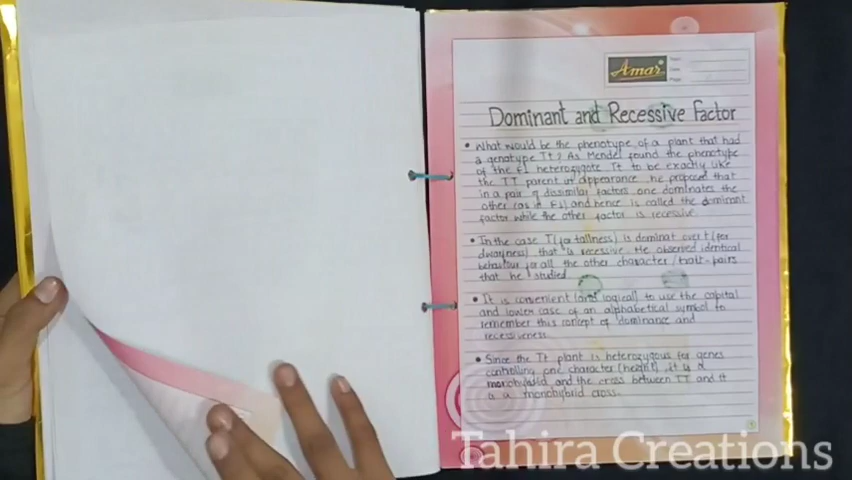 Amar
Dominant and Recessive Factor
• What would be the phenotype of a plant that had
a genotype Tt? As Mendel found the phenotype
of the F1 heterozygote Tt to be exactly like
the TT parent in appearance, he proposed that
in a pair of dissimilar factors, one dominates the
other (as in F1) and hence is called the dominant
factor while the other factor is recessive.
• In the case T(for tallness) is dominat over t (for
dwarfness) that is recessive. He observed identical
behaviour for all the other character/trait-pairs
that he studied
• It is convenient (and logical) to use the capital
and lower case of an alphabetical symbol to
remember this concept of dominance and
recessiveness.
• Since the Tt plant is heterozygous for genes
controlling one character (height), it is a
monohybrid and the cross between TT and tt
is a monohybrid cross.
Tahira Creations